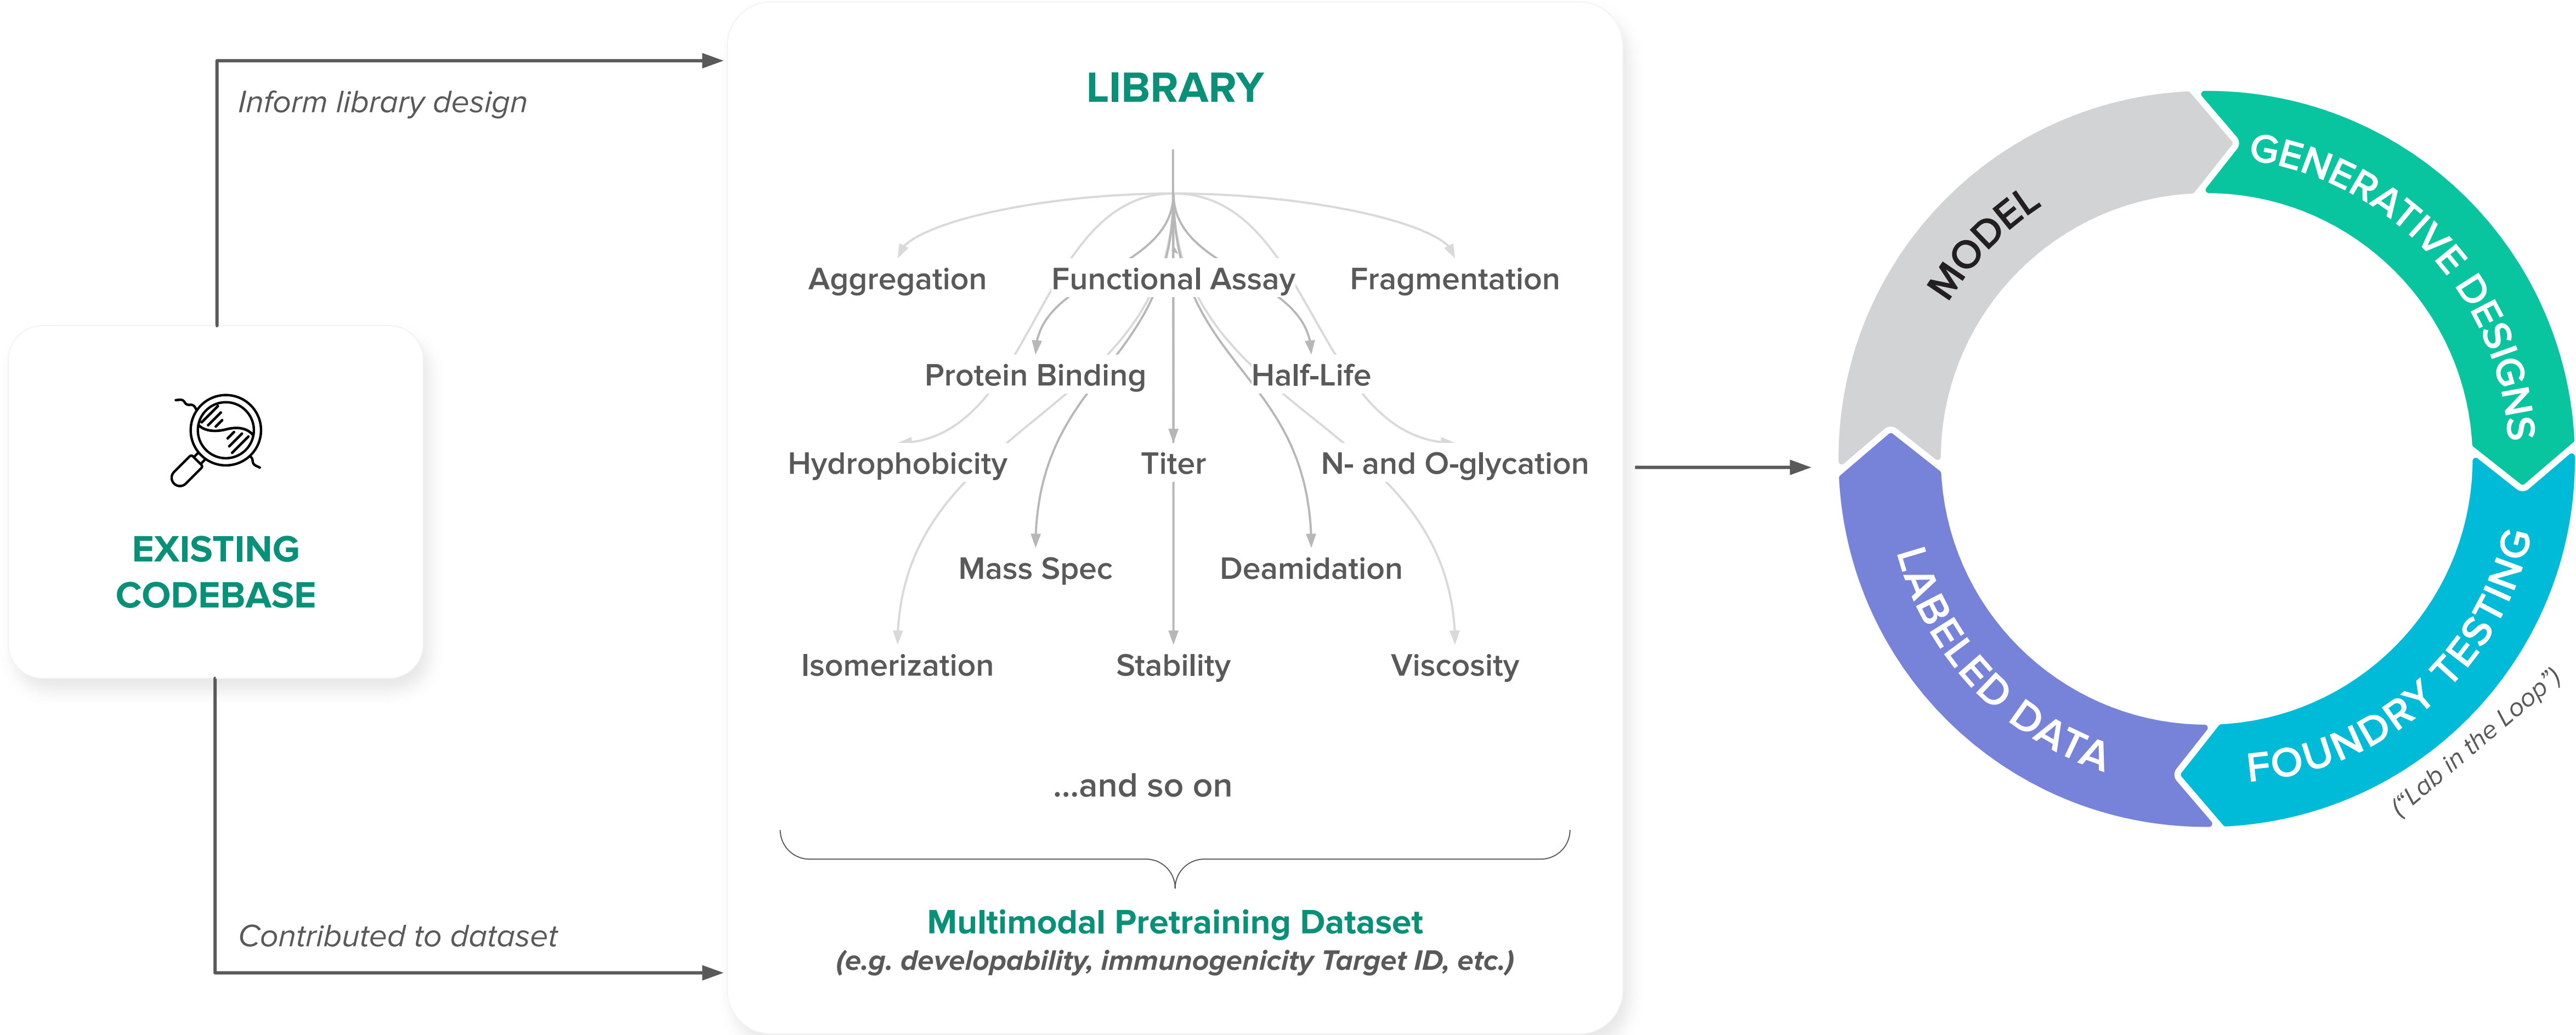 Inform library design
EXISTING
CODEBASE
Contributed to dataset
LIBRARY
Aggregation
Functional Assay
Fragmentation
Protein Binding
Half-Life
Hydrophobicity
Titer
N- and O-glycation
Mass Spec
Deamidation
Isomerization
Stability
Viscosity
...and so on
Multimodal Pretraining Dataset
(e.g. developability, immunogenicity Target ID, etc.)
MODEL
GENERATIVE DESIGNS
FOUNDRY TESTING
(“Lab in the Loop”)
LABELED DATA